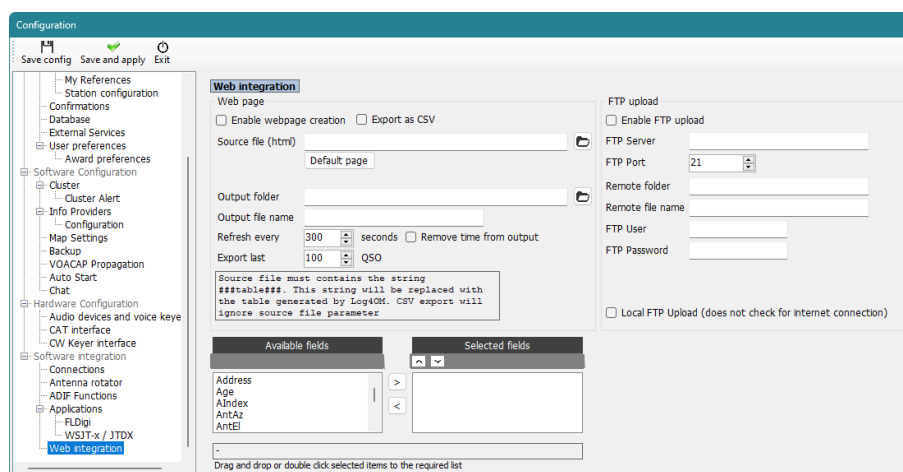 Configuration
Save config Save and apply Exit
My References
Station configuration
Confirmations
Database
External Services
User preferences
Award preferences
Software Configuration
Cluster
Cluster Alert
Info Providers
Configuration
Map Settings
Backup
VOACAP Propagation
Auto Start
Chat
Hardware Configuration
Audio devices and voice keye
CAT interface
CW Keyer interface
Software integration
Connections
Antenna rotator
ADIF Functions
Applications
FLDigi
WSJT-x / JTDX
Web integration
Web integration
Web page
Enable webpage creation Export as CSV
Source file (html)
Default page
Output folder
Output file name
Refresh every 300 seconds Remove time from output
Export last 100 QSO
Source file must contains the string
###table###. This string will be replaced with
the table generated by Log4OM. CSV export will
ignore source file parameter
FTP upload
Enable FTP upload
FTP Server
FTP Port 21
Remote folder
Remote file name
FTP User
FTP Password
Local FTP Upload (does not check for internet connection)
Available fields
Address
Age
AIndex
AntAz
AntEl
>
<
Selected fields
-
Drag and drop or double click selected items to the required list